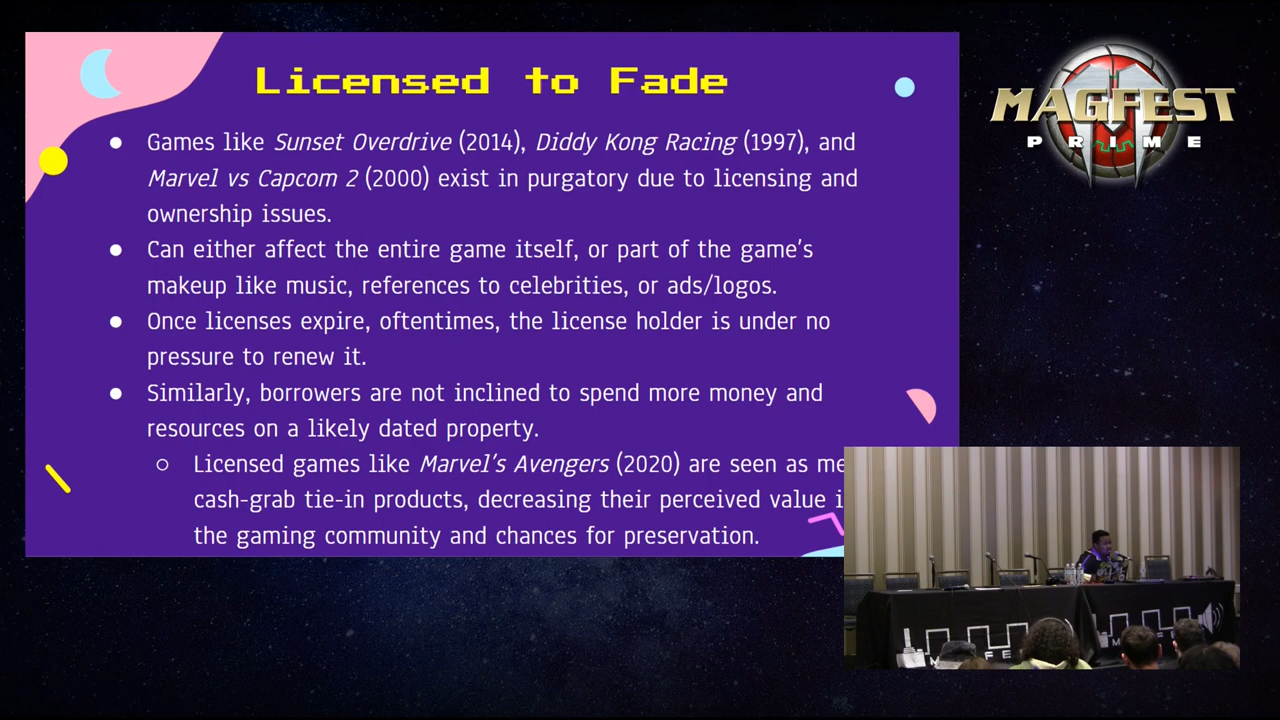 Licensed to Fade
MAGFEST
PRIME
● Games like Sunset Overdrive (2014), Diddy Kong Racing (1997), and
Marvel vs Capcom 2 (2000) exist in purgatory due to licensing and
ownership issues.
● Can either affect the entire game itself, or part of the game's
makeup like music, references to celebrities, or ads/logos.
● Once licenses expire, oftentimes, the license holder is under no
pressure to renew it.
● Similarly, borrowers are not inclined to spend more money and
resources on a likely dated property.
○ Licensed games like Marvel's Avengers (2020) are seen as
cash-grab tie-in products, decreasing their perceived value
the gaming community and chances for preservation.